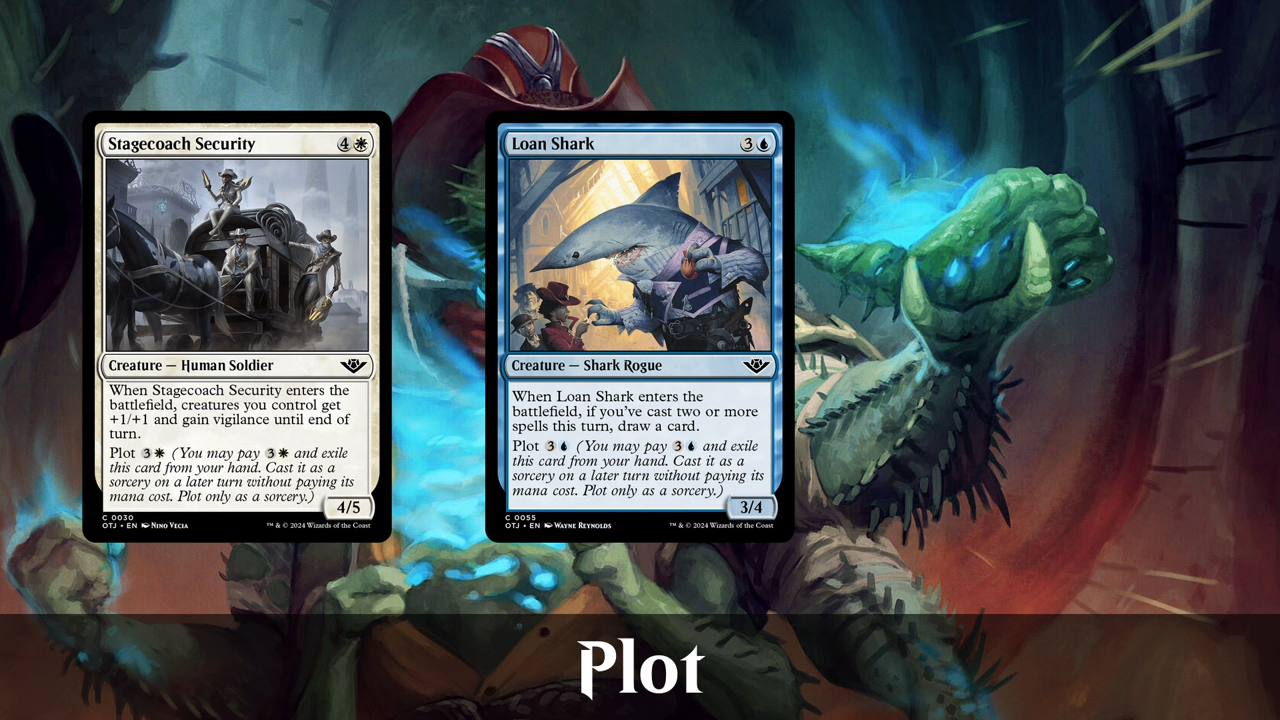 Stagecoach Security 4
Creature — Human Soldier
When Stagecoach Security enters the
battlefield, creatures you control get
+1/+1 and gain vigilance until end of
turn.
Plot 3 (You may pay 3 and exile
this card from your hand. Cast it as a
sorcery on a later turn without paying its
mana cost. Plot only as a sorcery.)
4/5
C 0030
OTJ • EN Nino Vecia
™ & © 2024 Wizards of the Coast
Loan Shark 3
Creature — Shark Rogue
When Loan Shark enters the
battlefield, if you've cast two or more
spells this turn, draw a card.
Plot 3 (You may pay 3 and exile
this card from your hand. Cast it as a
sorcery on a later turn without paying its
mana cost. Plot only as a sorcery.)
3/4
C 0055
OTJ • EN Wayne Reynolds
™ & © 2024 Wizards of the Coast
Plot